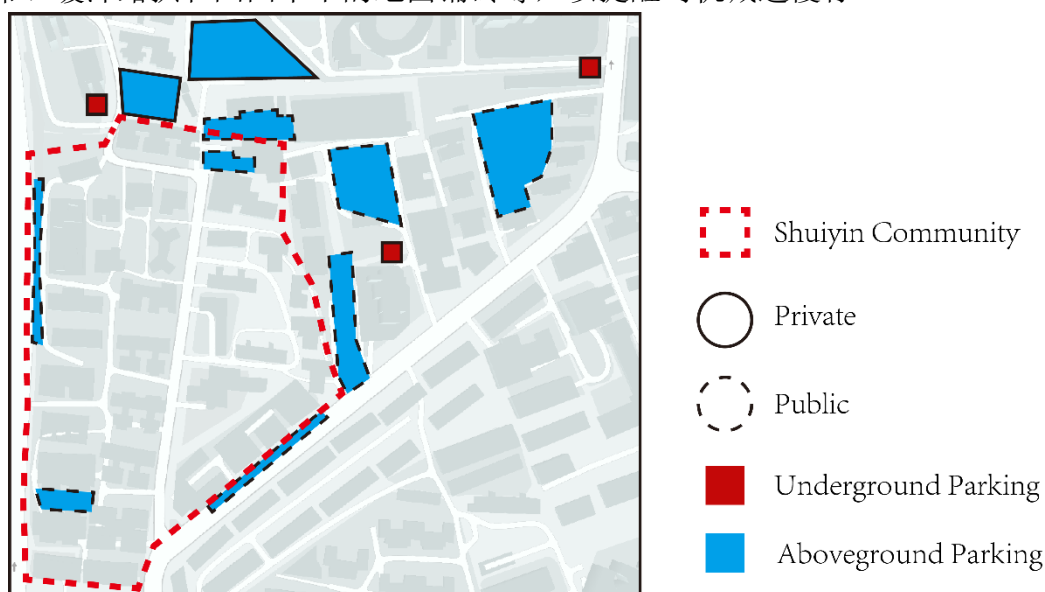 Shuiyin Community
Private
Public
Underground Parking
Aboveground Parking